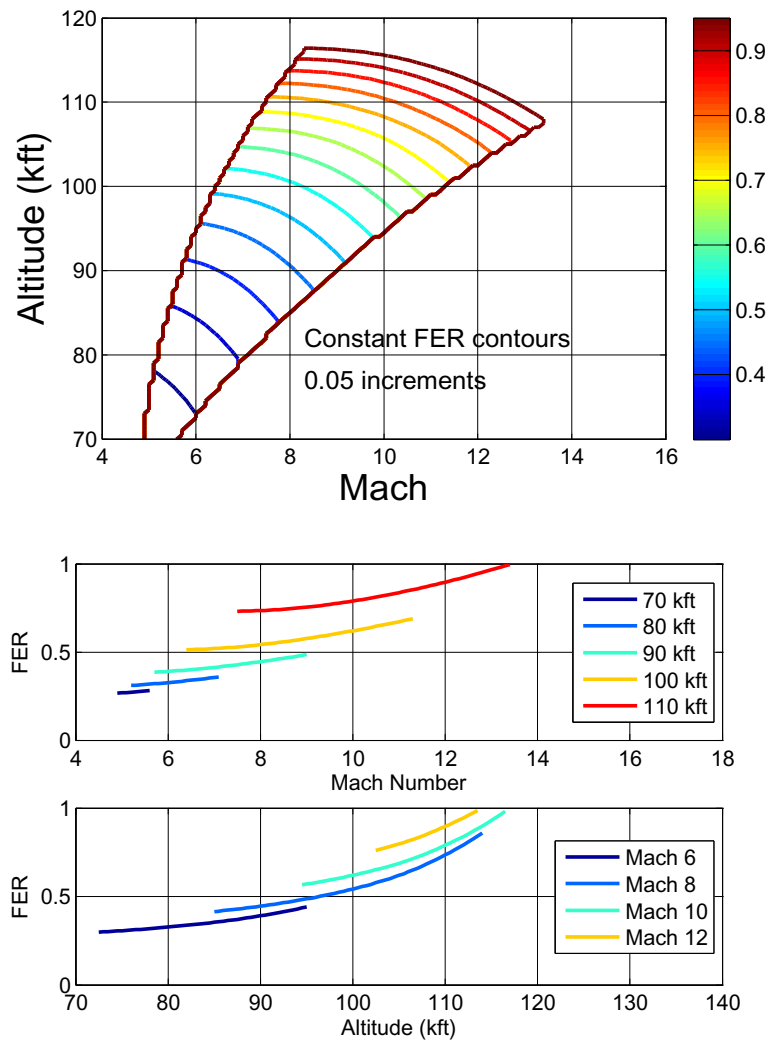 120
110
100
90
80
70
Altitude (kft)
4 6 8 10 12 14 16
Mach
Constant FER contours
0.05 increments
0.9
0.8
0.7
0.6
0.5
0.4
1
0.5
0
FER
4 6 8 10 12 14 16 18
Mach Number
70 kft
80 kft
90 kft
100 kft
110 kft
1
0.5
0
FER
70 80 90 100 110 120 130 140
Altitude (kft)
Mach 6
Mach 8
Mach 10
Mach 12